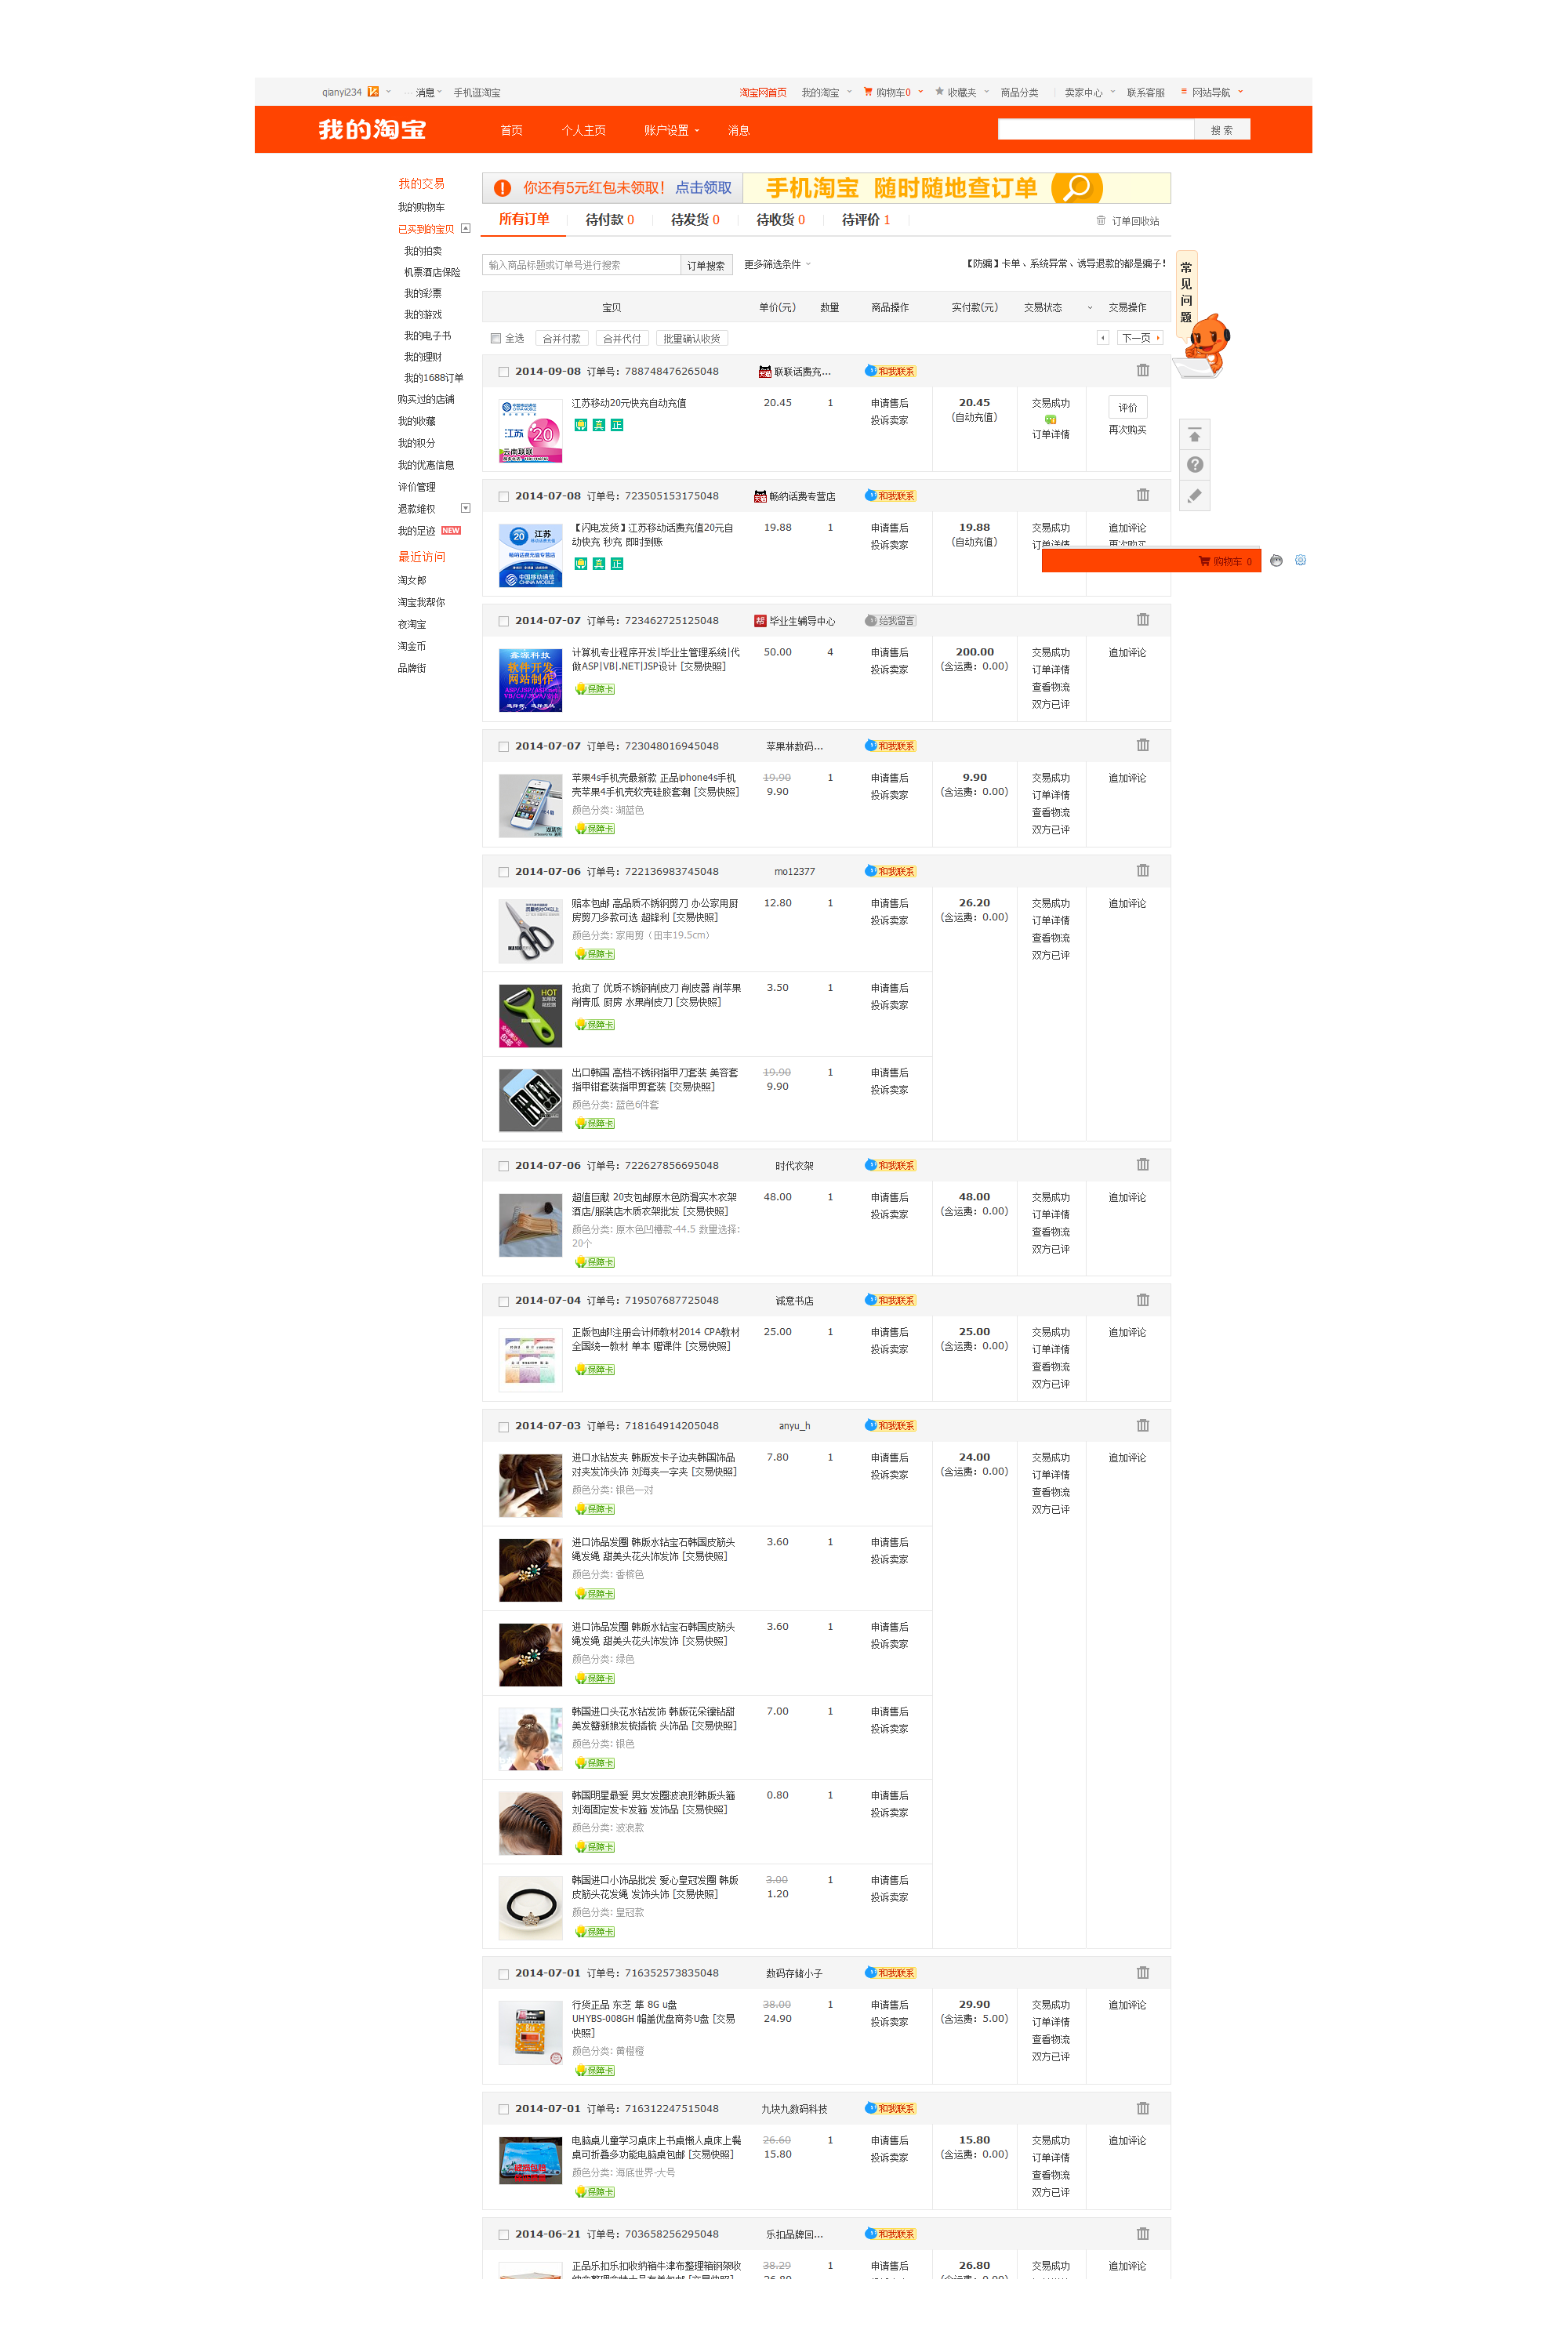 qianyi234 消息 手机逛淘宝 淘宝网首页 我的淘宝 购物车0 收藏夹 商品分类 卖家中心 联系客服 网站导航
我的淘宝 首页 个人主页 账户设置 消息 搜 索
我的交易
我的购物车
已买到的宝贝
我的拍卖
机票酒店保险
我的彩票
我的游戏
我的电子书
我的理财
我的1688订单
购买过的店铺
我的收藏
我的积分
我的优惠信息
评价管理
退款维权
我的足迹 NEW
最近访问
淘女郎
淘宝我帮你
夜淘宝
淘金币
品牌街
你还有5元红包未领取! 点击领取 手机淘宝 随时随地查订单
所有订单 待付款 0 待发货 0 待收货 0 待评价 1 订单回收站
输入商品标题或订单号进行搜索 订单搜索 更多筛选条件 【防骗】卡单、系统异常、诱导退款的都是骗子!
常见问题
宝贝 单价(元) 数量 商品操作 实付款(元) 交易状态 交易操作
全选 合并付款 合并代付 批量确认收货 下一页
2014-09-08 订单号: 788748476265048 联联话费充... 和我联系
江苏移动20元快充自动充值 20.45 1 申请售后 20.45 交易成功 评价
投诉卖家 (自动充值) 订单详情 再次购买
真 正
江苏 20
2014-07-08 订单号: 723505153175048 畅纳话费专营店 和我联系
【闪电发货】江苏移动话费充值20元自 19.88 1 申请售后 19.88 交易成功 追加评论
动快充 秒充 即时到账 投诉卖家 (自动充值) 订单详情 再次购买
真 正
20 江苏
中国移动通信
CHINA MOBILE
购物车 0
2014-07-07 订单号: 723462725125048 毕业生辅导中心 给我留言
计算机专业程序开发|毕业生管理系统|代 50.00 4 申请售后 200.00 交易成功 追加评论
做ASP|VB|.NET|JSP设计 [交易快照] 投诉卖家 (含运费: 0.00) 订单详情
保障卡 查看物流
双方已评
鑫源科技
软件开发
网站制作
2014-07-07 订单号: 723048016945048 苹果林数码... 和我联系
苹果4s手机壳最新款 正品iphone4s手机 19.90 1 申请售后 9.90 交易成功 追加评论
壳苹果4手机壳软壳硅胶套潮 [交易快照] 9.90 投诉卖家 (含运费: 0.00) 订单详情
颜色分类: 湖蓝色 查看物流
保障卡 双方已评
2014-07-06 订单号: 722136983745048 mo12377 和我联系
赔本包邮 高品质不锈钢剪刀 办公家用厨 12.80 1 申请售后 26.20 交易成功 追加评论
房剪刀多款可选 超锋利 [交易快照] 投诉卖家 (含运费: 0.00) 订单详情
颜色分类: 家用剪（田丰19.5cm） 查看物流
保障卡 双方已评
抢疯了 优质不锈钢削皮刀 削皮器 削苹果 3.50 1 申请售后
削青瓜 厨房 水果削皮刀 [交易快照] 投诉卖家
保障卡
HOT
出口韩国 高档不锈钢指甲刀套装 美容套 19.90 1 申请售后
指甲钳套装指甲剪套装 [交易快照] 9.90 投诉卖家
颜色分类: 蓝色6件套
保障卡
2014-07-06 订单号: 722627856695048 时代衣架 和我联系
超值巨献 20支包邮原木色防滑实木衣架 48.00 1 申请售后 48.00 交易成功 追加评论
酒店/服装店木质衣架批发 [交易快照] 投诉卖家 (含运费: 0.00) 订单详情
颜色分类: 原木色凹槽款-44.5 数量选择: 查看物流
20个 双方已评
保障卡
2014-07-04 订单号: 719507687725048 诚意书店 和我联系
正版包邮!注册会计师教材2014 CPA教材 25.00 1 申请售后 25.00 交易成功 追加评论
全国统一教材 单本 赠课件 [交易快照] 投诉卖家 (含运费: 0.00) 订单详情
保障卡 查看物流
双方已评
2014-07-03 订单号: 718164914205048 anyu_h 和我联系
进口水钻发夹 韩版发卡子边夹韩国饰品 7.80 1 申请售后 24.00 交易成功 追加评论
对夹发饰头饰 刘海夹一字夹 [交易快照] 投诉卖家 (含运费: 0.00) 订单详情
颜色分类: 银色一对 查看物流
保障卡 双方已评
进口饰品发圈 韩版水钻宝石韩国皮筋头 3.60 1 申请售后
绳发绳 甜美头花头饰发饰 [交易快照] 投诉卖家
颜色分类: 香槟色
保障卡
进口饰品发圈 韩版水钻宝石韩国皮筋头 3.60 1 申请售后
绳发绳 甜美头花头饰发饰 [交易快照] 投诉卖家
颜色分类: 绿色
保障卡
韩国进口头花水钻发饰 韩版花朵镶钻甜 7.00 1 申请售后
美发簪新娘发梳插梳 头饰品 [交易快照] 投诉卖家
颜色分类: 银色
保障卡
韩国明星最爱 男女发圈波浪形韩版头箍 0.80 1 申请售后
刘海固定发卡发箍 发饰品 [交易快照] 投诉卖家
颜色分类: 波浪款
保障卡
韩国进口小饰品批发 爱心皇冠发圈 韩版 3.00 1 申请售后
皮筋头花发绳 发饰头饰 [交易快照] 1.20 投诉卖家
颜色分类: 皇冠款
保障卡
2014-07-01 订单号: 716352573835048 数码存储小子 和我联系
行货正品 东芝 隼 8G u盘 38.00 1 申请售后 29.90 交易成功 追加评论
UHYBS-008GH 帽盖优盘商务U盘 [交易 24.90 投诉卖家 (含运费: 5.00) 订单详情
快照] 查看物流
颜色分类: 黄橙橙 双方已评
保障卡
2014-07-01 订单号: 716312247515048 九块九数码科技 和我联系
电脑桌儿童学习桌床上书桌懒人桌床上餐 26.60 1 申请售后 15.80 交易成功 追加评论
桌可折叠多功能电脑桌包邮 [交易快照] 15.80 投诉卖家 (含运费: 0.00) 订单详情
颜色分类: 海底世界-大号 查看物流
保障卡 双方已评
2014-06-21 订单号: 703658256295048 乐扣品牌回... 和我联系
正品乐扣乐扣收纳箱牛津布整理箱钢架收 38.29 1 申请售后 26.80 交易成功 追加评论